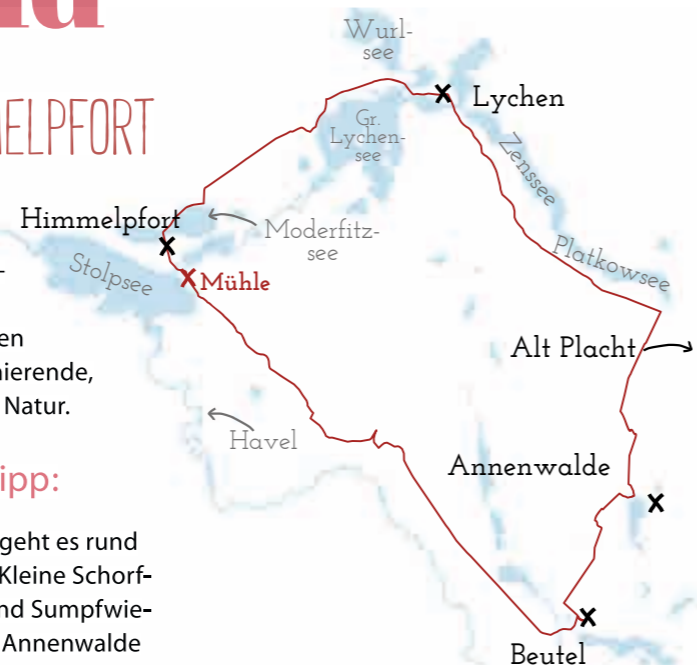 Wurl-
see
Lychen
Gr.
Lychen-
see
Zenssee
ELPFORT
Himmelpfort
Moderfitz-
see
Stolpsee
Mühle
Platkowsee
-
en
ierende,
Natur.
Alt Placht
Havel
Annenwalde
ipp:
geht es rund
Kleine Schorf-
nd Sumpfwie-
Annenwalde
Beutel